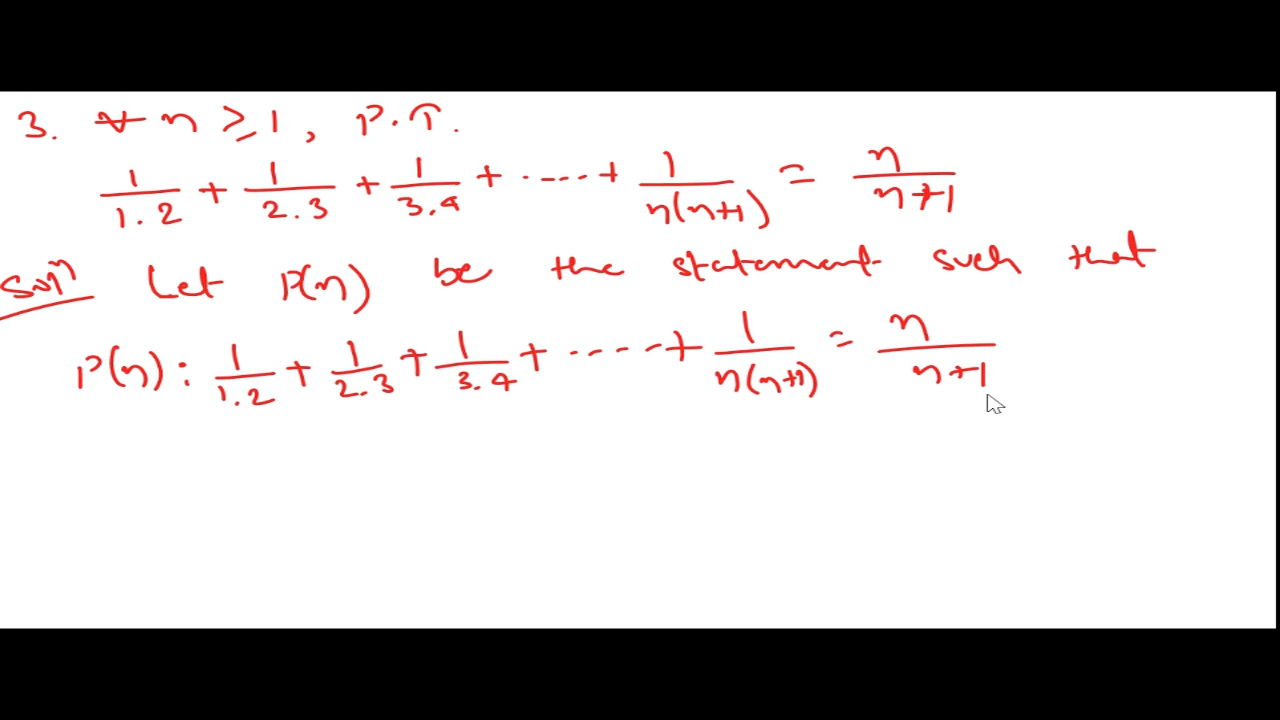 3. ∀ n ≥ 1, P.T.
1/1.2 + 1/2.3 + 1/3.4 + ..... + 1/n(n+1) = n/n+1
Solⁿ Let P(n) be the statement such that
P(n): 1/1.2 + 1/2.3 + 1/3.4 + ..... + 1/n(n+1) = n/n+1